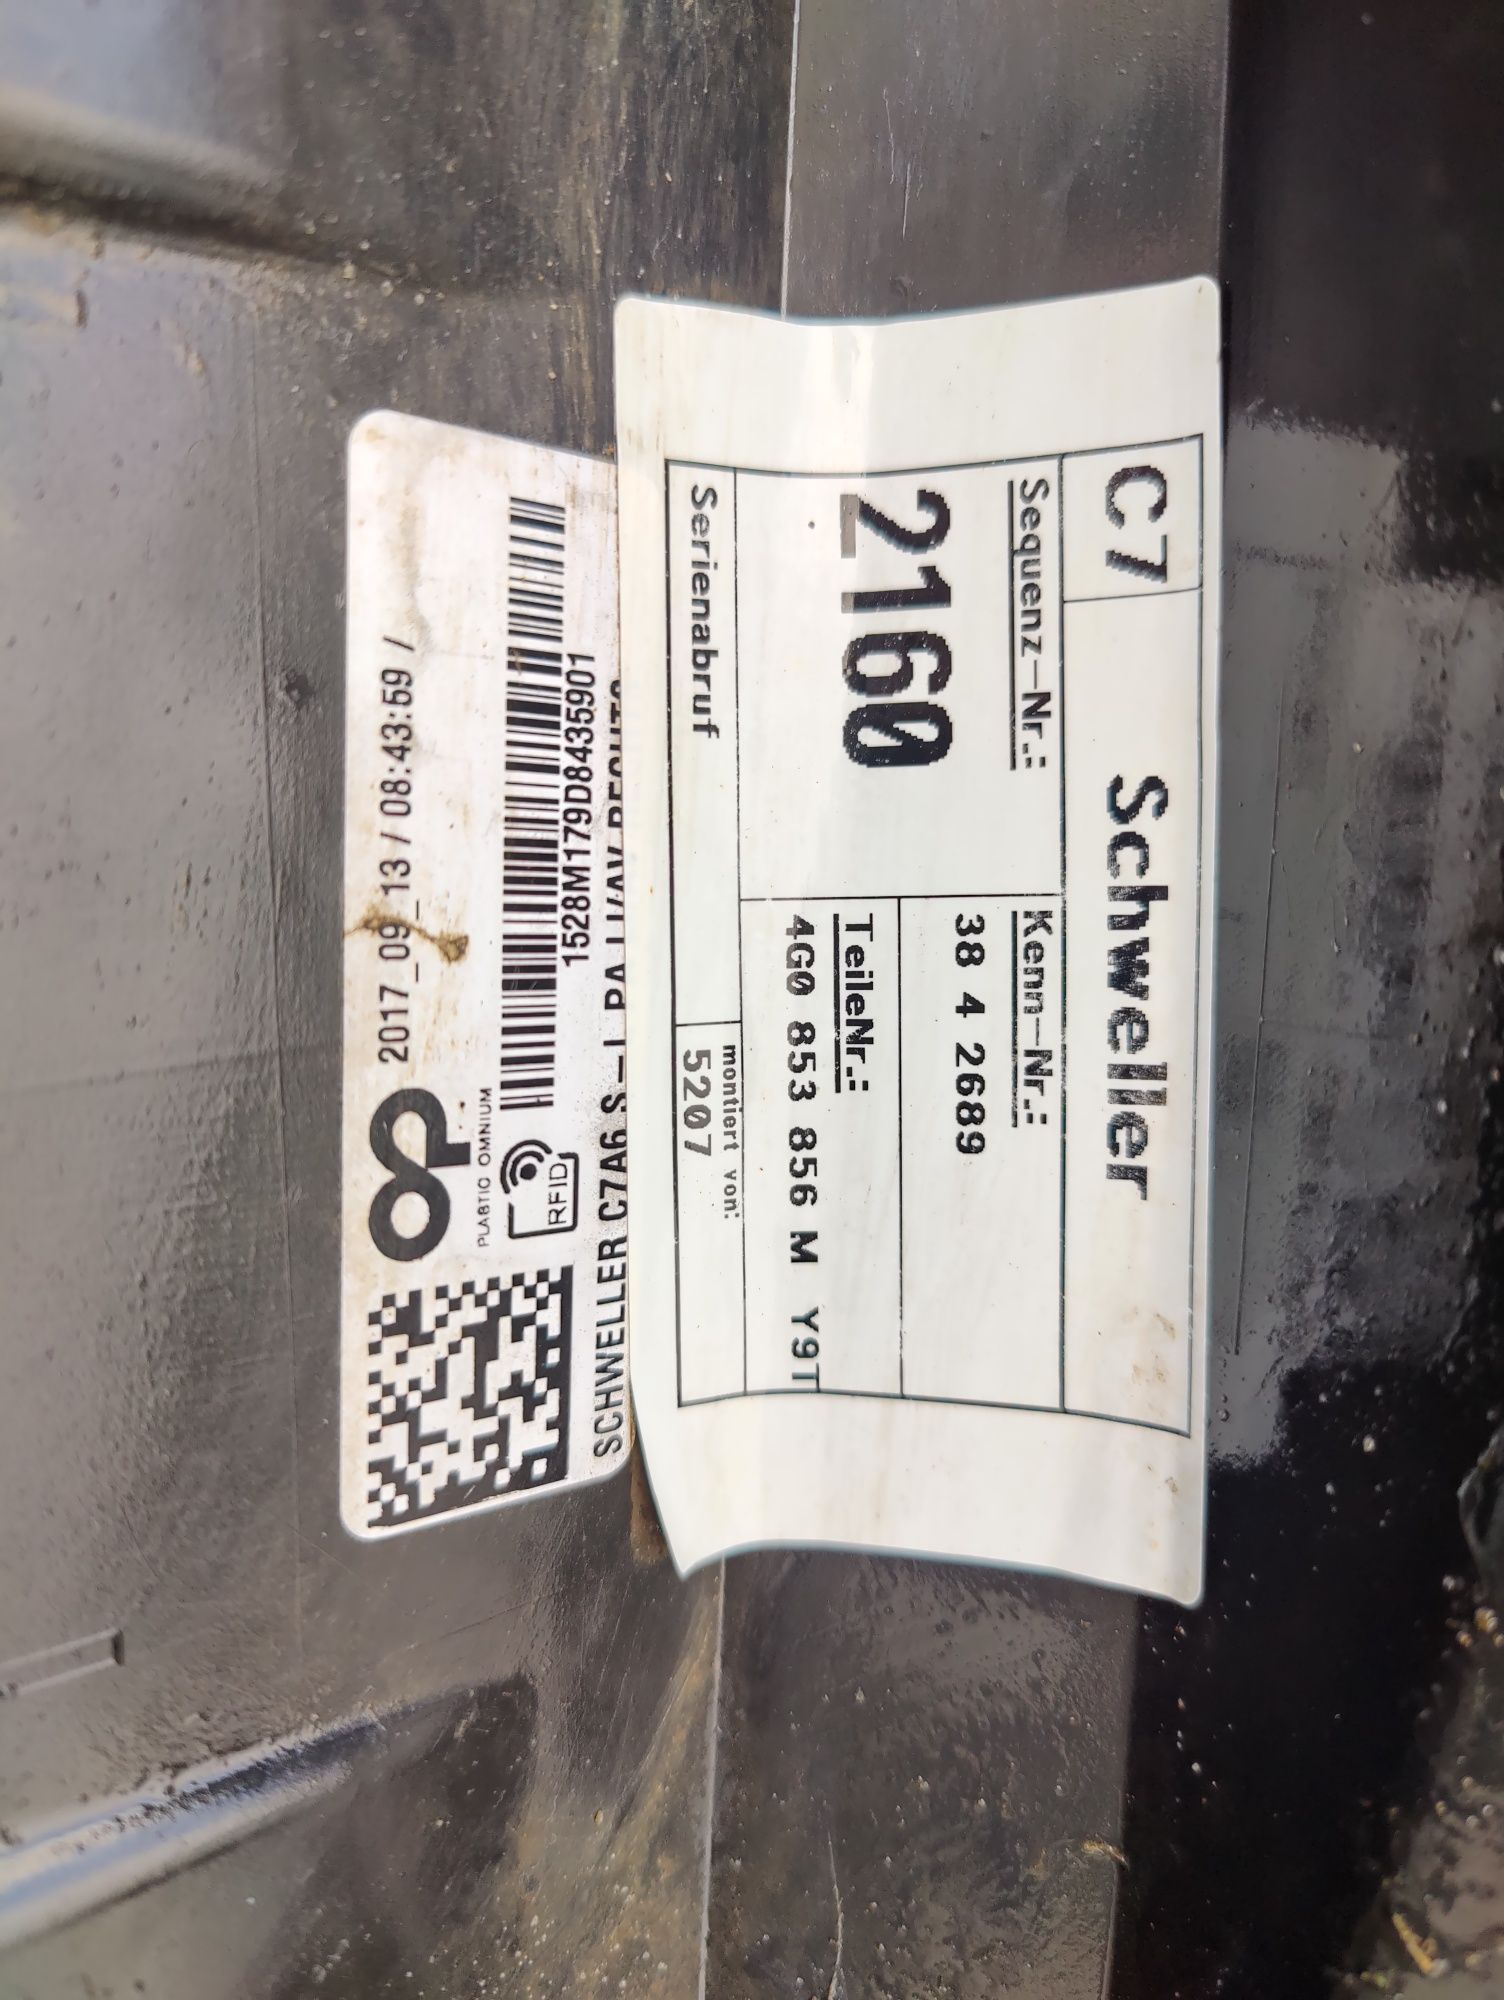 C7
Schweller
Sequenz-Nr.:
2160
Kenn-Nr.:
38 4 2689
TeileNr.:
4G0 853 856 M Y9T
Serienabruf
montiert von:
5207
2017_09_13 / 08:43:59 /
PLASTIC OMNIUM
RFID
1528M179D8435901
SCHWELLER C7A6 S-L PA